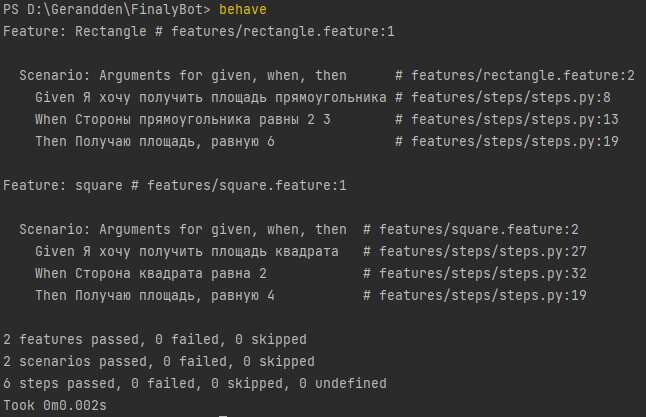 PS D:\Gerandden\FinalyBot> behave
Feature: Rectangle # features/rectangle.feature:1
Scenario: Arguments for given, when, then # features/rectangle.feature:2
Given Я хочу получить площадь прямоугольника # features/steps/steps.py:8
When Стороны прямоугольника равны 2 3 # features/steps/steps.py:13
Then Получаю площадь, равную 6 # features/steps/steps.py:19
Feature: square # features/square.feature:1
Scenario: Arguments for given, when, then # features/square.feature:2
Given Я хочу получить площадь квадрата # features/steps/steps.py:27
When Сторона квадрата равна 2 # features/steps/steps.py:32
Then Получаю площадь, равную 4 # features/steps/steps.py:19
2 features passed, 0 failed, 0 skipped
2 scenarios passed, 0 failed, 0 skipped
6 steps passed, 0 failed, 0 skipped, 0 undefined
Took 0m0.002s